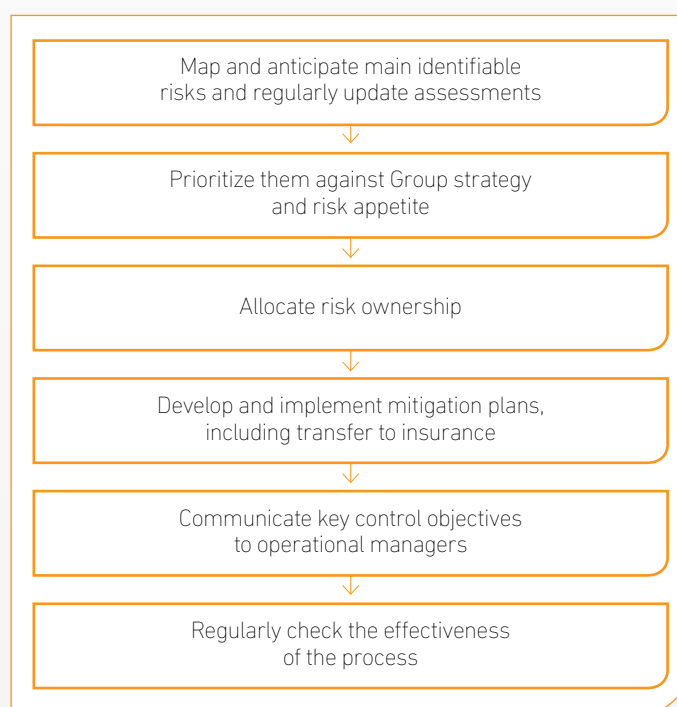 Map and anticipate main identifiable
risks and regularly update assessments
Prioritize them against Group strategy
and risk appetite
Allocate risk ownership
Develop and implement mitigation plans,
including transfer to insurance
Communicate key control objectives
to operational managers
Regularly check the effectiveness
of the process